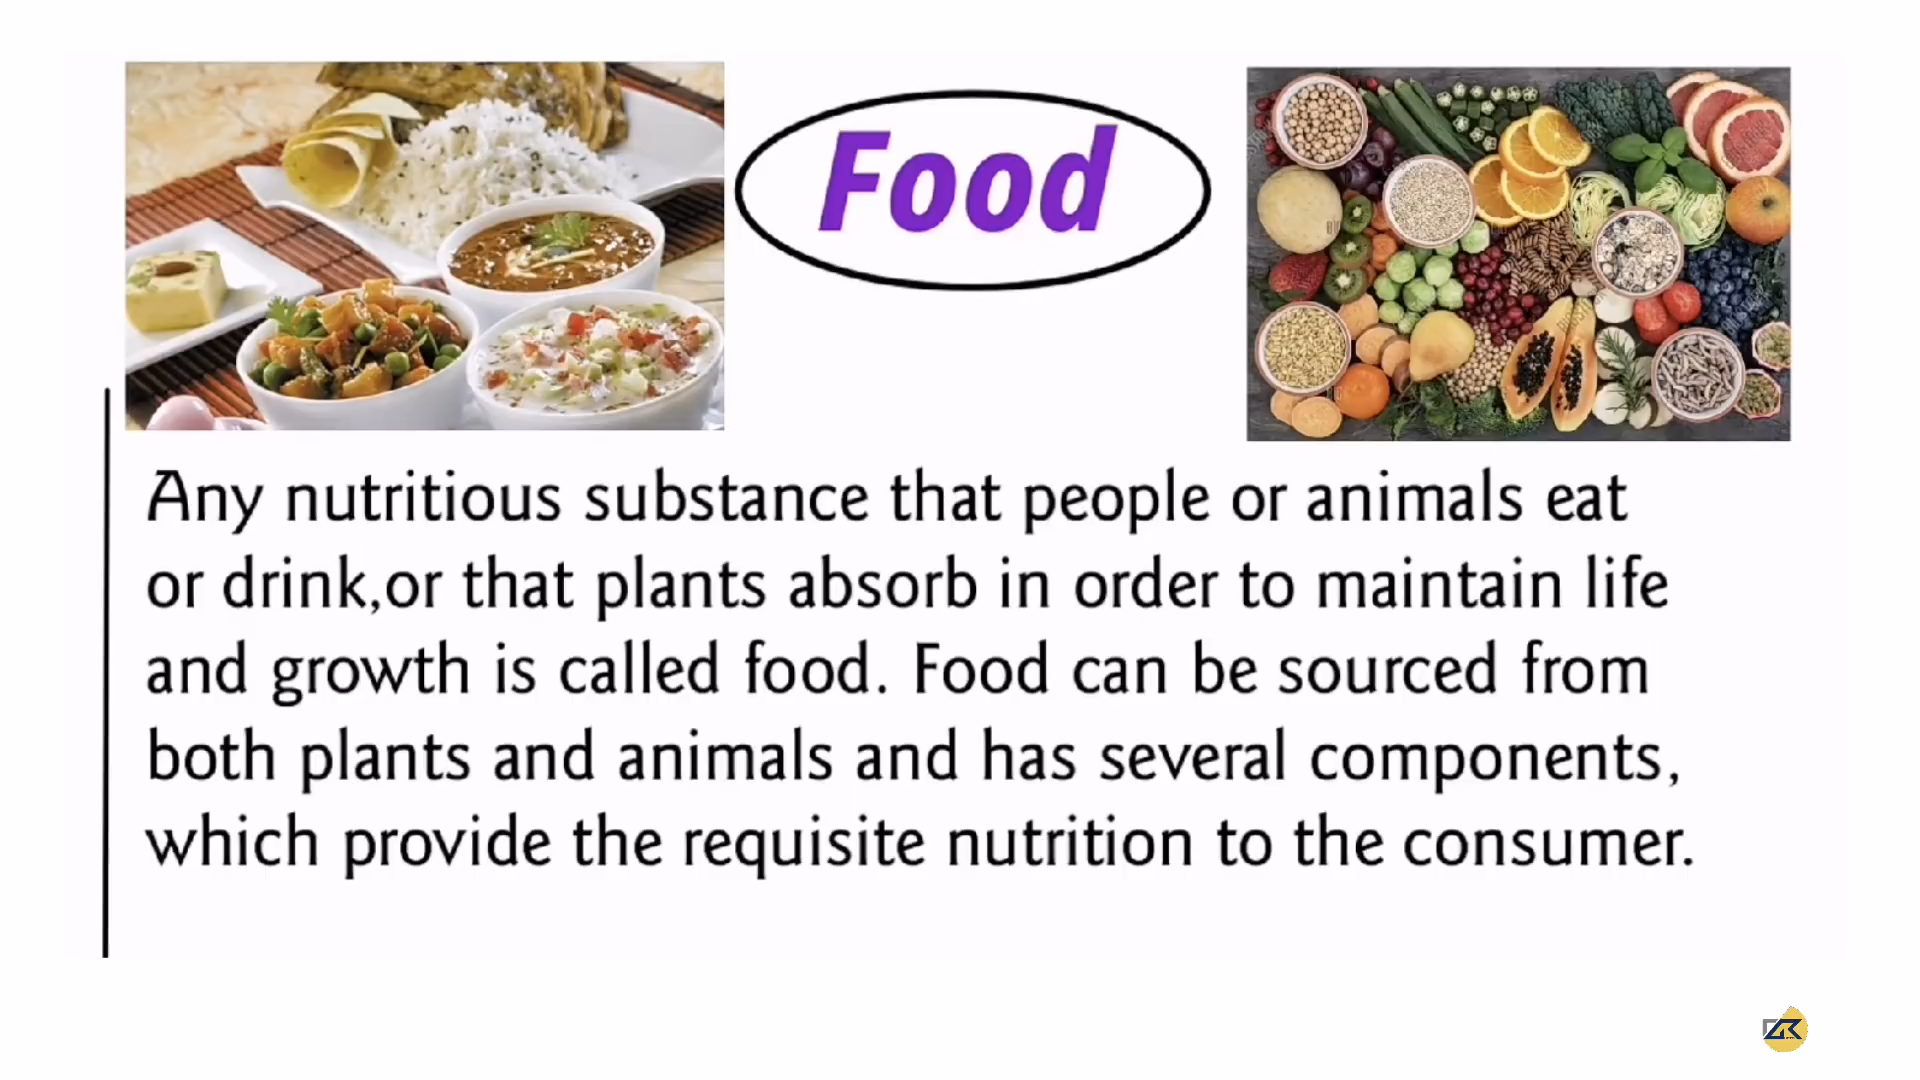 Food
Any nutritious substance that people or animals eat
or drink,or that plants absorb in order to maintain life
and growth is called food. Food can be sourced from
both plants and animals and has several components,
which provide the requisite nutrition to the consumer.